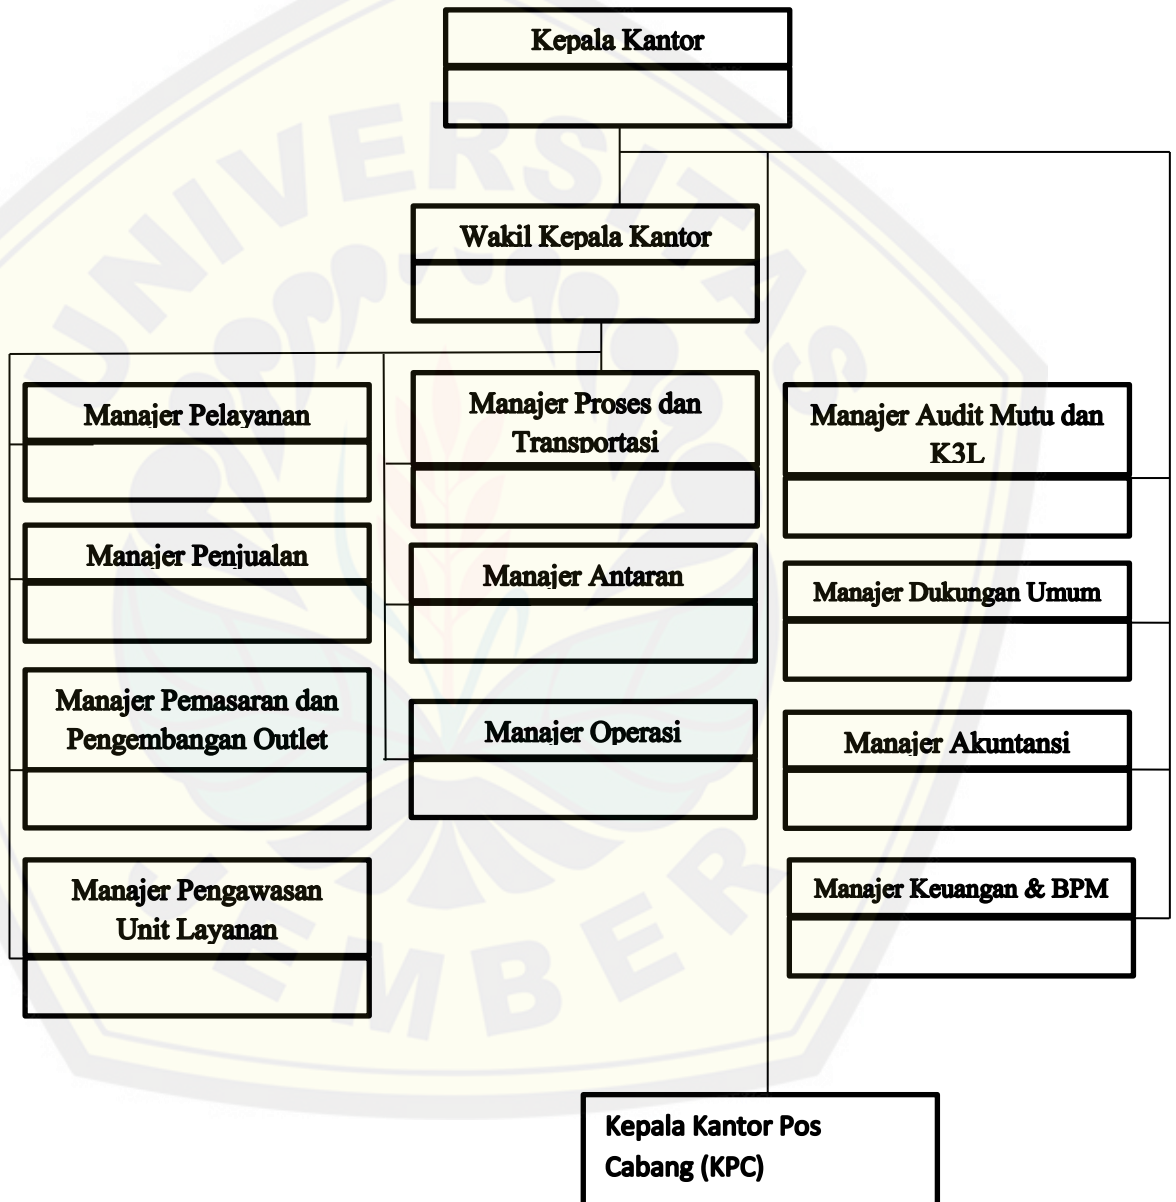 Kepala Kantor
Wakil Kepala Kantor
Manajer Pelayanan
Manajer Penjualan
Manajer Pemasaran dan
Pengembangan Outlet
Manajer Pengawasan
Unit Layanan
Manajer Proses dan
Transportasi
Manajer Antaran
Manajer Operasi
Manajer Audit Mutu dan
K3L
Manajer Dukungan Umum
Manajer Akuntansi
Manajer Keuangan & BPM
Kepala Kantor Pos
Cabang (KPC)
UNIVERSITAS
JEMBER